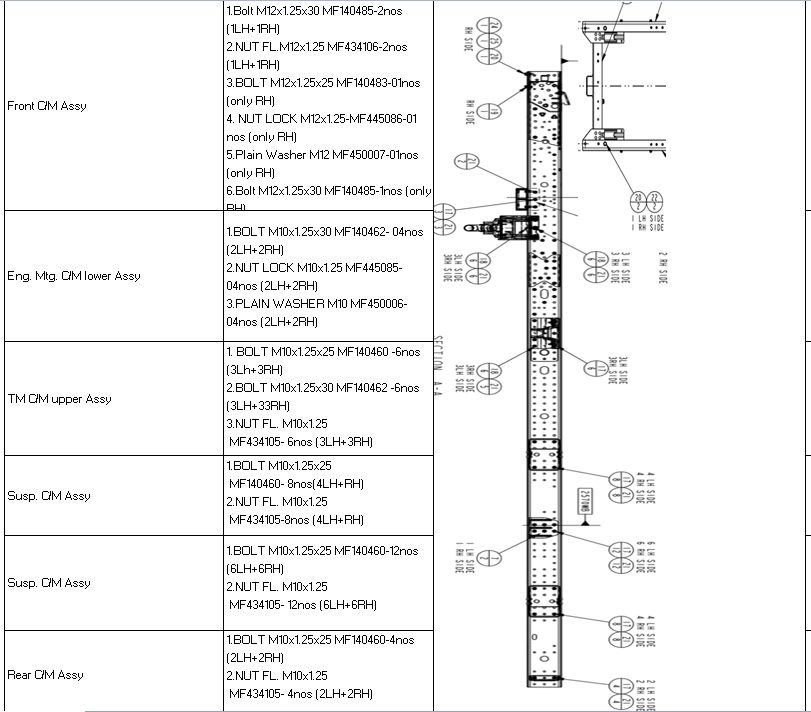 Front C/M Assy
1.Bolt M12x1.25x30 MF140485-2nos
(1LH+1RH)
2.NUT FL.M12x1.25 MF434106-2nos
(1LH+1RH)
3.BOLT M12x1.25x25 MF140483-01nos
(only RH)
4. NUT LOCK M12x1.25-MF445086-01
nos (only RH)
5.Plain Washer M12 MF450007-01nos
(only RH)
6.Bolt M12x1.25x30 MF140485-1nos (only
RH)
Eng. Mtg. C/M lower Assy
1.BOLT M10x1.25x30 MF140462- 04nos
(2LH+2RH)
2.NUT LOCK M10x1.25 MF445085-
04nos (2LH+2RH)
3.PLAIN WASHER M10 MF450006-
04nos (2LH+2RH)
TM C/M upper Assy
1. BOLT M10x1.25x25 MF140460 -6nos
(3Lh+3RH)
2.BOLT M10x1.25x30 MF140462 -6nos
(3LH+33RH)
3.NUT FL. M10x1.25
MF434105- 6nos (3LH+3RH)
Susp. C/M Assy
1.BOLT M10x1.25x25
MF140460- 8nos(4LH+RH)
2.NUT FL. M10x1.25
MF434105-8nos (4LH+RH)
Susp. C/M Assy
1.BOLT M10x1.25x25 MF140460-12nos
(6LH+6RH)
2.NUT FL. M10x1.25
MF434105- 12nos (6LH+6RH)
Rear C/M Assy
1.BOLT M10x1.25x25 MF140460-4nos
(2LH+2RH)
2.NUT FL. M10x1.25
MF434105- 4nos (2LH+2RH)
RH SIDE
RH SIDE
1 LH SIDE
1 RH SIDE
2 RH SIDE
3LH SIDE
3RH SIDE
3 LH SIDE
3 RH SIDE
SECTION A-A
3RH SIDE
3LH SIDE
3LH SIDE
3RH SIDE
4 LH SIDE
4 RH SIDE
2570WB
1 LH SIDE
1 RH SIDE
6 LH SIDE
6 RH SIDE
4 LH SIDE
4 RH SIDE
2 LH SIDE
2 RH SIDE